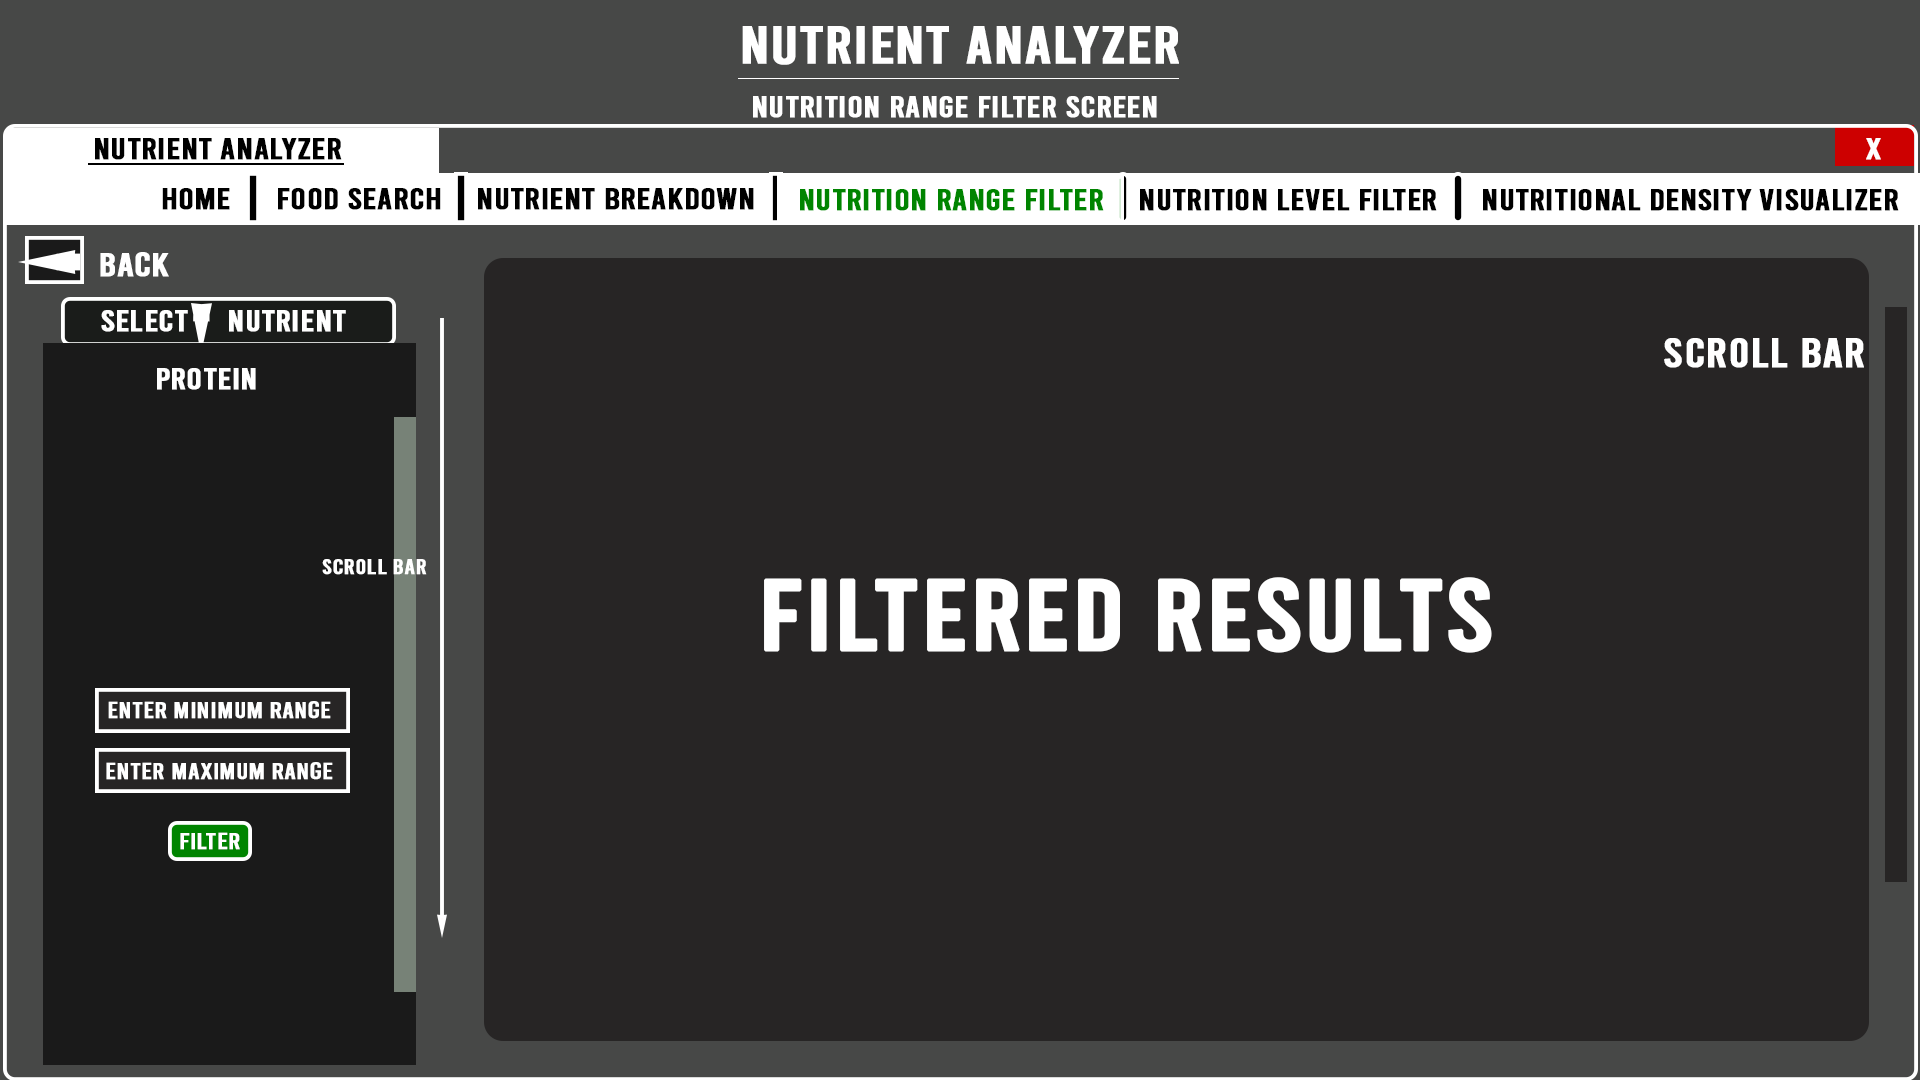 NUTRIENT ANALYZER
NUTRITION RANGE FILTER SCREEN
NUTRIENT ANALYZER
X
HOME
FOOD SEARCH
NUTRIENT BREAKDOWN
NUTRITION RANGE FILTER
NUTRITION LEVEL FILTER
NUTRITIONAL DENSITY VISUALIZER
BACK
SELECT NUTRIENT
PROTEIN
SCROLL BAR
ENTER MINIMUM RANGE
ENTER MAXIMUM RANGE
FILTER
SCROLL BAR
FILTERED RESULTS